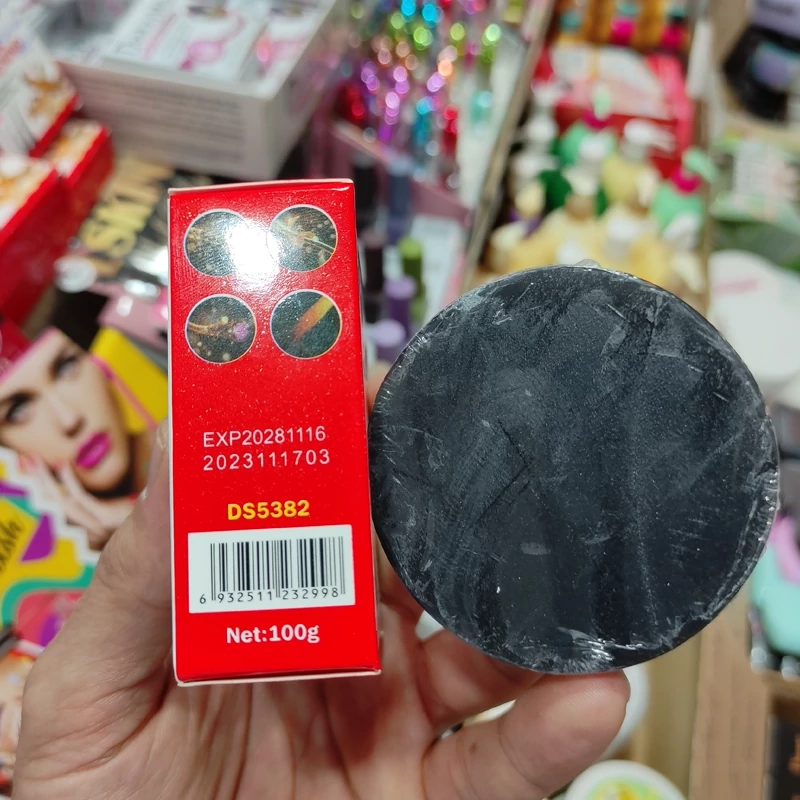 EXP20281116
2023111703
DS5382
6 932511 232998
Net:100g